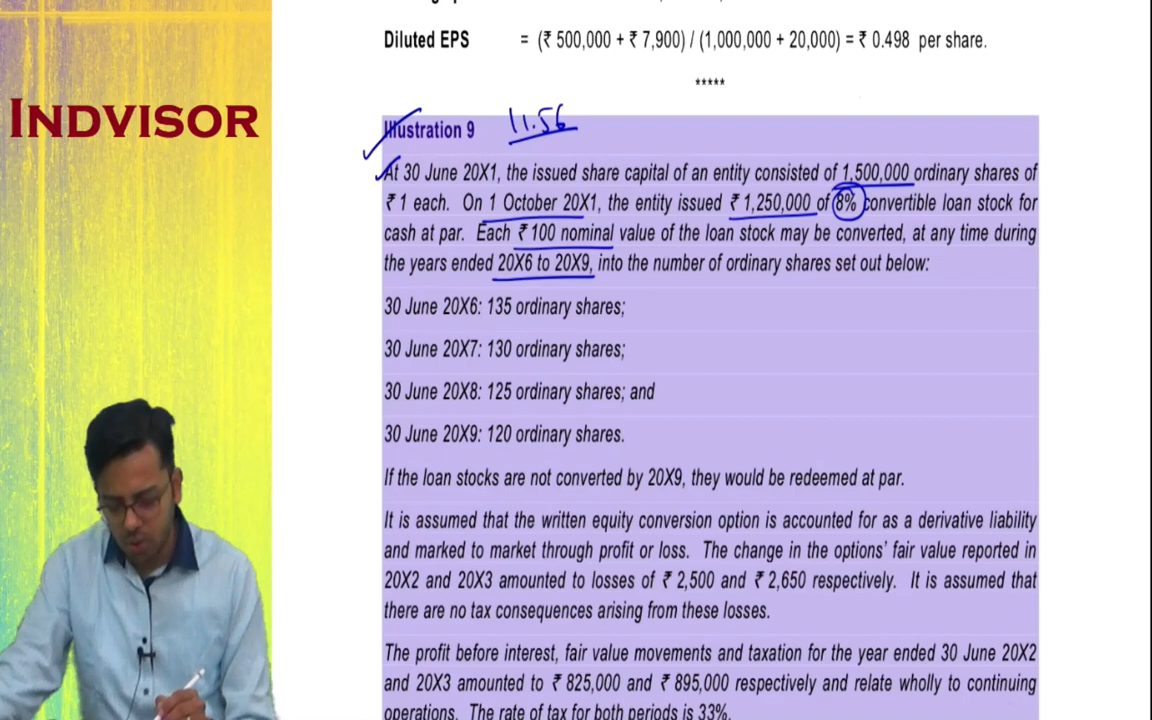 Diluted EPS = (₹ 500,000 + ₹ 7,900) / (1,000,000 + 20,000) = ₹ 0.498 per share.
*****
INDVISOR
Illustration 9 11.56
At 30 June 20X1, the issued share capital of an entity consisted of 1,500,000 ordinary shares of
₹ 1 each. On 1 October 20X1, the entity issued ₹ 1,250,000 of 8% convertible loan stock for
cash at par. Each ₹ 100 nominal value of the loan stock may be converted, at any time during
the years ended 20X6 to 20X9, into the number of ordinary shares set out below:
30 June 20X6: 135 ordinary shares;
30 June 20X7: 130 ordinary shares;
30 June 20X8: 125 ordinary shares; and
30 June 20X9: 120 ordinary shares.
If the loan stocks are not converted by 20X9, they would be redeemed at par.
It is assumed that the written equity conversion option is accounted for as a derivative liability
and marked to market through profit or loss. The change in the options' fair value reported in
20X2 and 20X3 amounted to losses of ₹ 2,500 and ₹ 2,650 respectively. It is assumed that
there are no tax consequences arising from these losses.
The profit before interest, fair value movements and taxation for the year ended 30 June 20X2
and 20X3 amounted to ₹ 825,000 and ₹ 895,000 respectively and relate wholly to continuing
operations. The rate of tax for both periods is 33%.